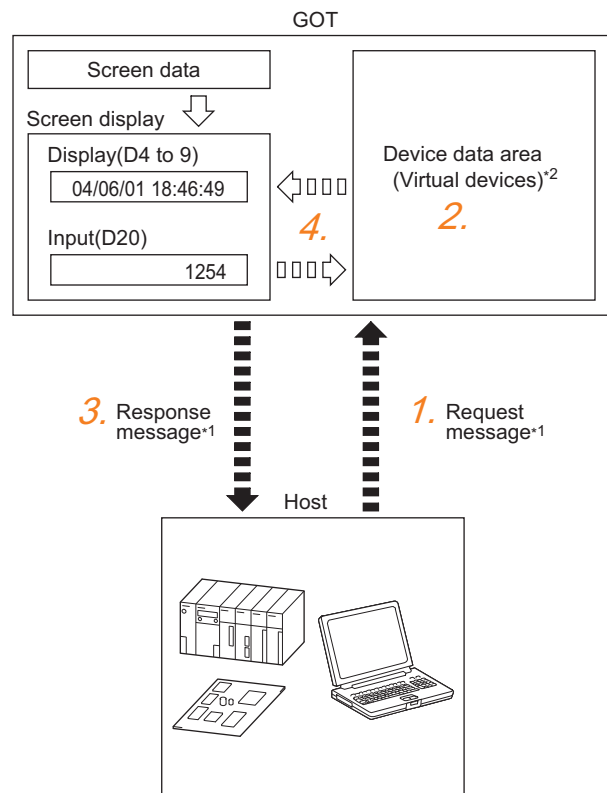 GOT
Screen data
Screen display
Display(D4 to 9)
04/06/01 18:46:49
Input(D20)
1254
Device data area
(Virtual devices)*2
2.
4.
3. Response
message*1
1. Request
message*1
Host